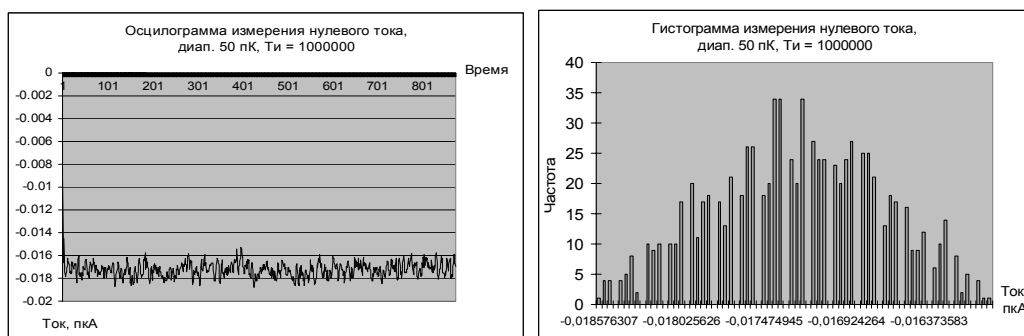 Осцилограмма измерения нулевого тока,
диап. 50 пК, Ти = 1000000
Время
0
1 101 201 301 401 501 601 701 801
-0.002
-0.004
-0.006
-0.008
-0.01
-0.012
-0.014
-0.016
-0.018
-0.02
Ток, пкА
Гистограмма измерения нулевого тока,
диап. 50 пК, Ти = 1000000
40
35
30
25
20
15
10
5
0
Частота
-0,018576307 -0,018025626 -0,017474945 -0,016924264 -0,016373583
Ток,
пкА